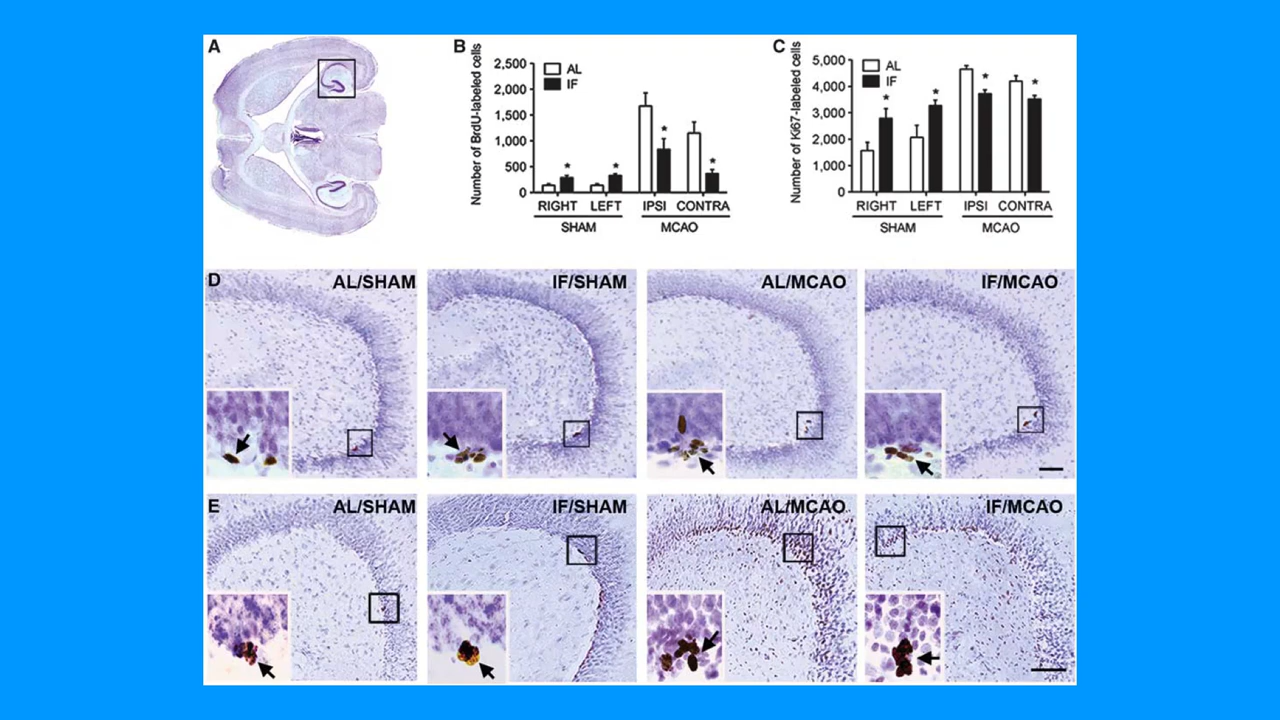 A
B
Number of BrdU-labeled cells
2,500
2,000
1,500
1,000
500
0
AL
IF
*
*
*
*
RIGHT LEFT IPSI CONTRA
SHAM MCAO
C
Number of Ki67-labeled cells
5,000
4,000
3,000
2,000
1,000
0
AL
IF
*
*
*
*
RIGHT LEFT IPSI CONTRA
SHAM MCAO
D AL/SHAM IF/SHAM AL/MCAO IF/MCAO
E AL/SHAM IF/SHAM AL/MCAO IF/MCAO